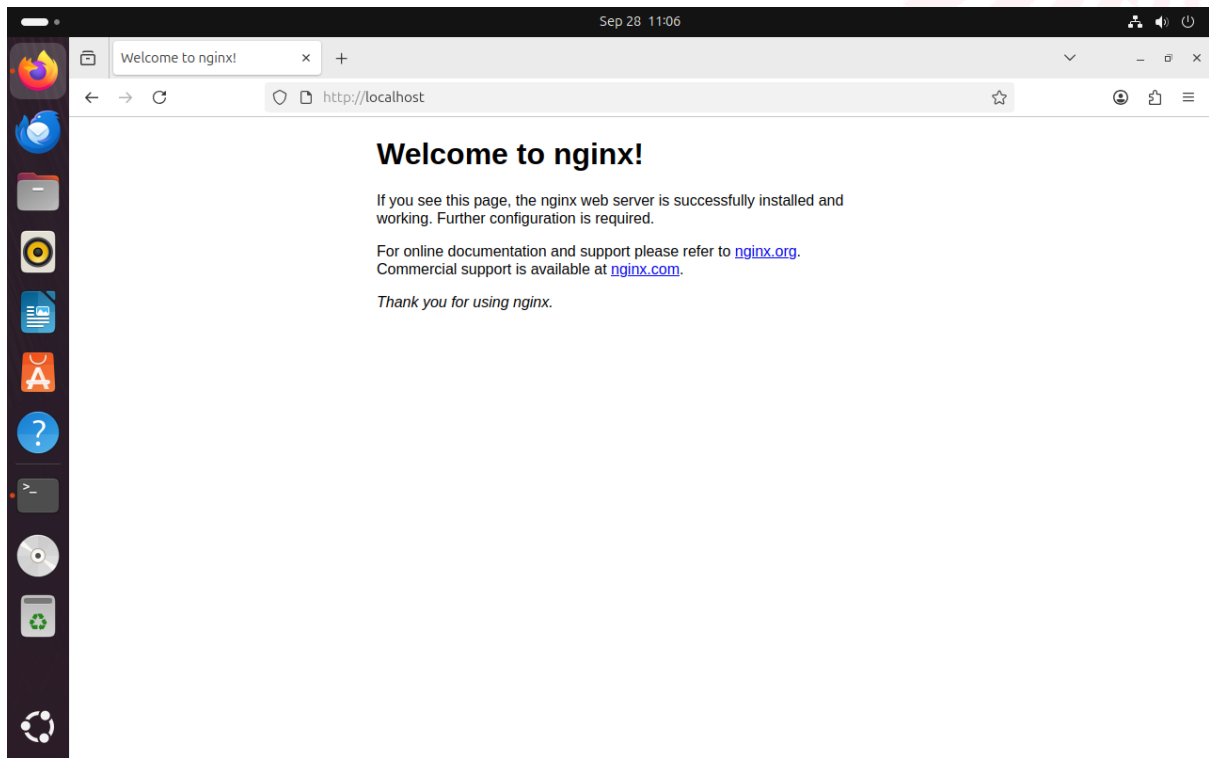 Sep 28 11:06
Welcome to nginx!
http://localhost
Welcome to nginx!
If you see this page, the nginx web server is successfully installed and
working. Further configuration is required.
For online documentation and support please refer to nginx.org.
Commercial support is available at nginx.com.
Thank you for using nginx.